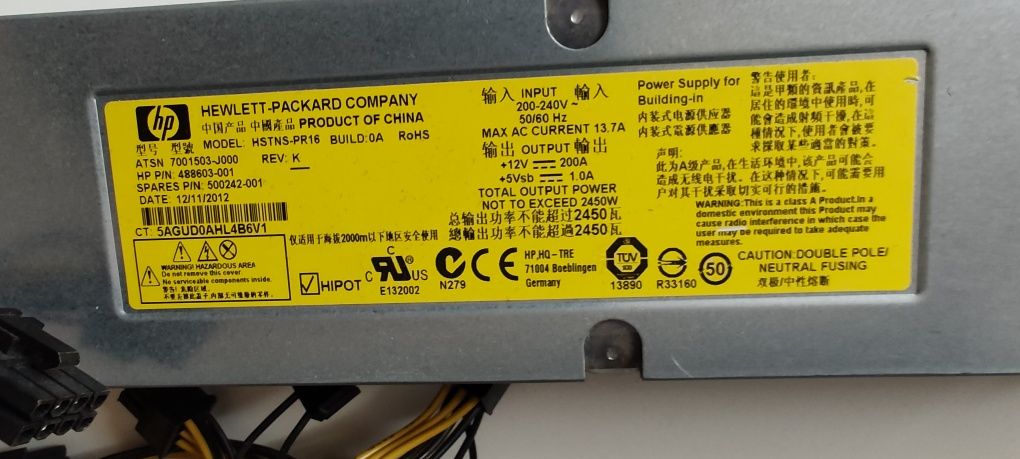 hp
HEWLETT-PACKARD COMPANY
中国产品 中國產品 PRODUCT OF CHINA
型号 型號 MODEL: HSTNS-PR16 BUILD:0A RoHS
ATSN 7001503-J000 REV: K
HP P/N: 488603-001
SPARES P/N: 500242-001
DATE: 12/11/2012
CT: 5AGUD0AHL4B6V1
WARNING! HAZARDOUS AREA
Do not remove this cover.
No serviceable components inside.
警告!危险区域.
仅适用于海拔2000m以下地区安全使用
HIPOT
C US
E132002
N279
输入 INPUT 輸入
200-240V ~
50/60 Hz
MAX AC CURRENT 13.7A
输出 OUTPUT 輸出
+12V 200A
+5Vsb 1.0A
TOTAL OUTPUT POWER
NOT TO EXCEED 2450W
总输出功率不能超过2450瓦
總輸出功率不能超過2450瓦
HP,HQ-TRE
71004 Boeblingen
Germany
TUV
13890
R33160
50
Power Supply for
Building-in
内装式电源供应器
内装式電源供應器
警告使用者:
這是甲類的資訊產品,在
居住的環境中使用時,可
能會造成射頻干擾,在這
種情況下,使用者會被要
求採取某些適當的對策。
声明:
此为A级产品,在生活环境中,该产品可能会
造成无线电干扰。在这种情况下,可能需要用
户对其干扰采取切实可行的措施。
WARNING:This is a class A Product.In a
domestic environment this Product may
cause radio interference in which case the
user may be required to take adequate
measures.
CAUTION:DOUBLE POLE/
NEUTRAL FUSING
双极/中性熔断